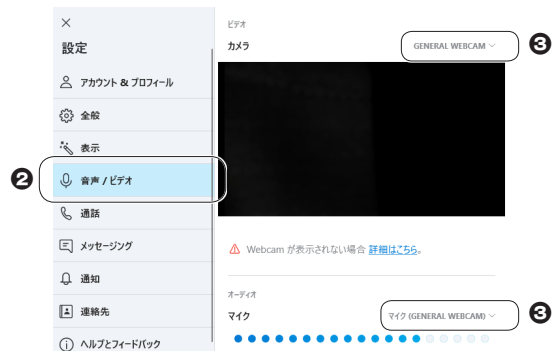 設定
アカウント & プロフィール
全般
表示
❷
音声 / ビデオ
通話
メッセージング
通知
連絡先
ヘルプとフィードバック
ビデオ
カメラ
GENERAL WEBCAM
❸
Webcam が表示されない場合 詳細はこちら。
オーディオ
マイク
マイク (GENERAL WEBCAM)
❸